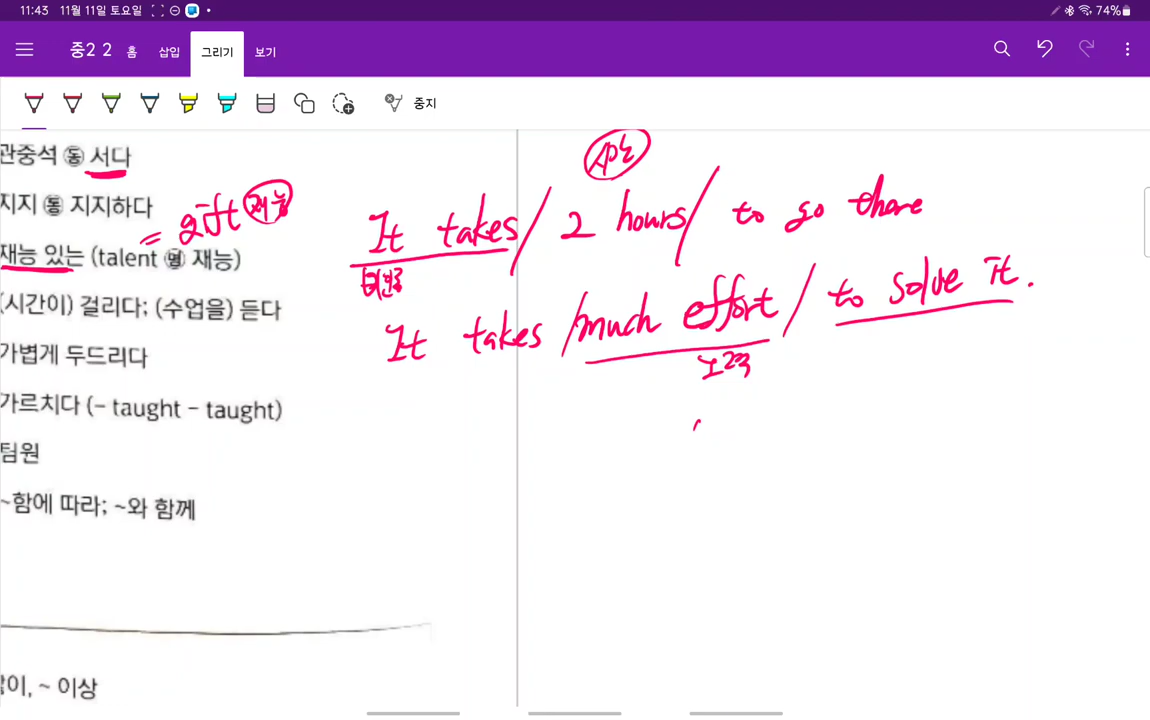 11:43 11월 11일 토요일
74%
중2 2 홈 삽입 그리기 보기
중지
관중석 동 서다
지지 동 지지하다
= gift 재능
재능 있는 (talent 명 재능)
(시간이) 걸리다; (수업을) 듣다
가볍게 두드리다
가르치다 (- taught - taught)
팀원
~함에 따라; ~와 함께
많이, ~ 이상
It takes / 2 hours / to go there
It takes / much effort / to solve it.
노력